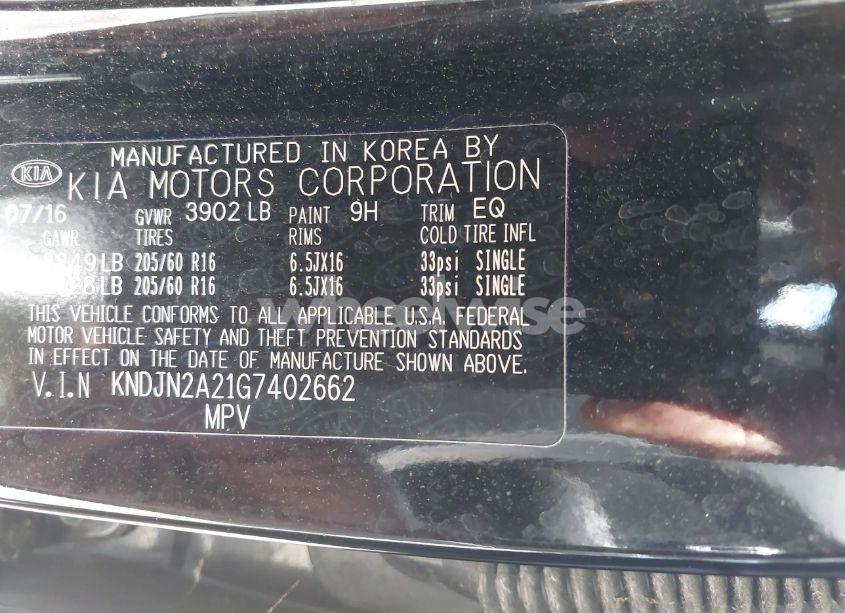 MANUFACTURED IN KOREA BY
KIA KIA MOTORS CORPORATION
07/16 GVWR 3902 LB PAINT 9H TRIM EQ
GAWR TIRES RIMS COLD TIRE INFL
LB 205/60 R16 6.5JX16 33psi SINGLE
LB 205/60 R16 6.5JX16 33psi SINGLE
wheelwise
THIS VEHICLE CONFORMS TO ALL APPLICABLE U.S.A. FEDERAL
MOTOR VEHICLE SAFETY AND THEFT PREVENTION STANDARDS
IN EFFECT ON THE DATE OF MANUFACTURE SHOWN ABOVE.
V.I.N KNDJN2A21G7402662
MPV